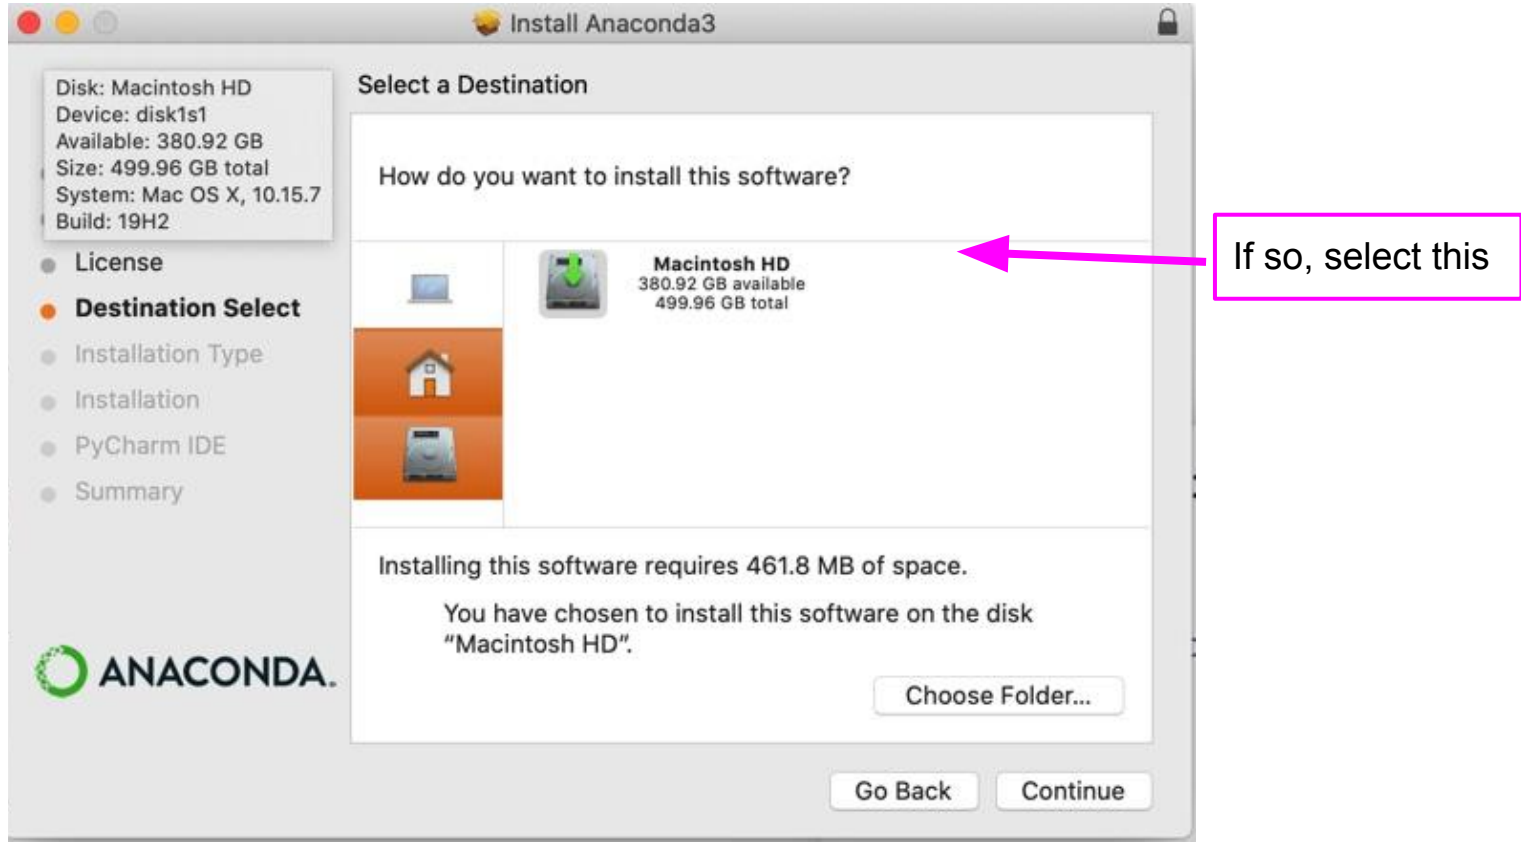 Install Anaconda3
Disk: Macintosh HD
Device: disk1s1
Available: 380.92 GB
Size: 499.96 GB total
System: Mac OS X, 10.15.7
Build: 19H2
License
Destination Select
Installation Type
Installation
PyCharm IDE
Summary
ANACONDA.
Select a Destination
How do you want to install this software?
Macintosh HD
380.92 GB available
499.96 GB total
If so, select this
Installing this software requires 461.8 MB of space.
You have chosen to install this software on the disk
“Macintosh HD”.
Choose Folder...
Go Back
Continue